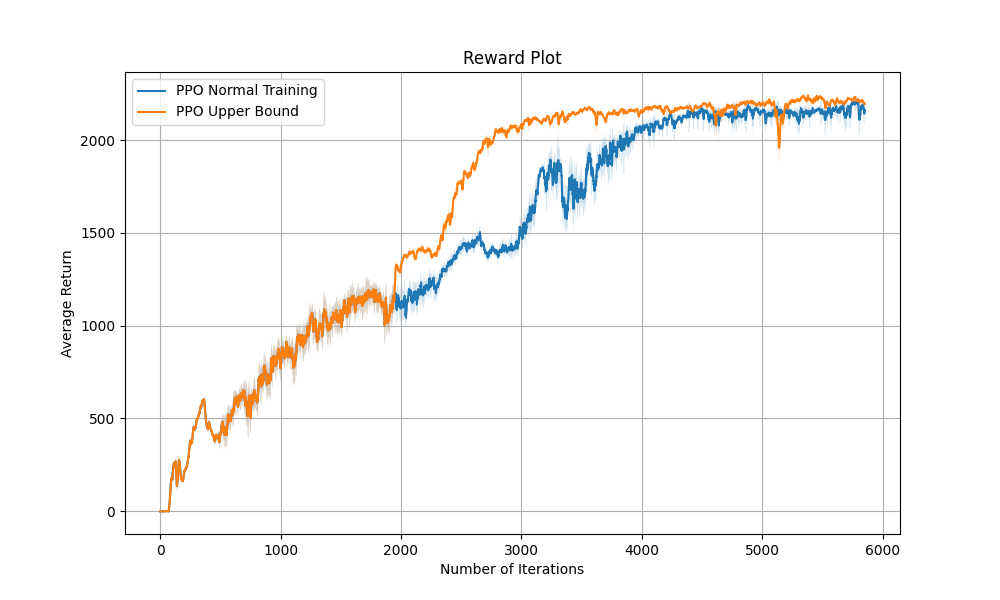 Reward Plot
PPO Normal Training
PPO Upper Bound
Average Return
2000
1500
1000
500
0
0 1000 2000 3000 4000 5000 6000
Number of Iterations